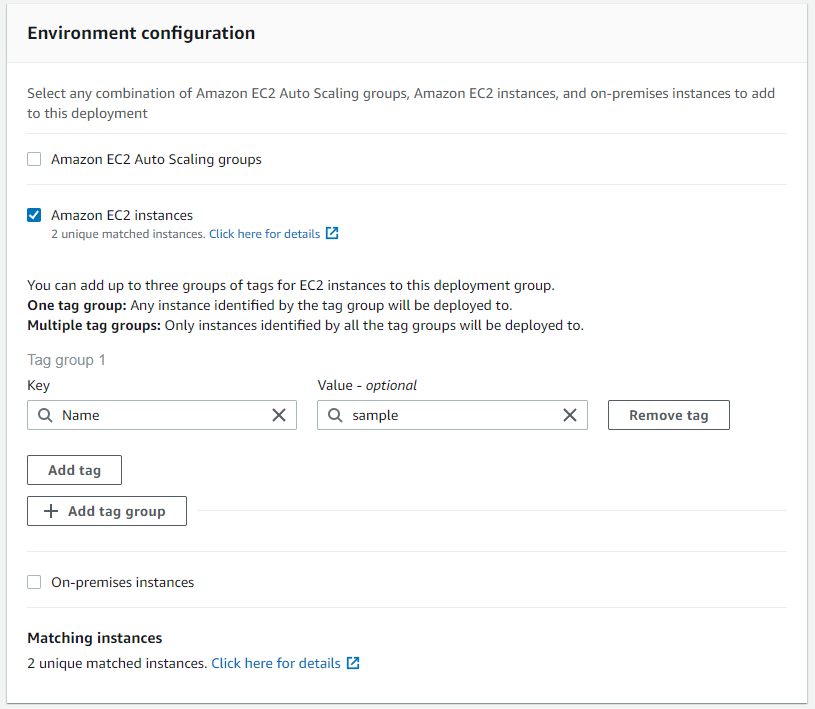 Environment configuration
Select any combination of Amazon EC2 Auto Scaling groups, Amazon EC2 instances, and on-premises instances to add
to this deployment
Amazon EC2 Auto Scaling groups
Amazon EC2 instances
2 unique matched instances. Click here for details
You can add up to three groups of tags for EC2 instances to this deployment group.
One tag group: Any instance identified by the tag group will be deployed to.
Multiple tag groups: Only instances identified by all the tag groups will be deployed to.
Tag group 1
Key Value - optional
Name sample Remove tag
Add tag
Add tag group
On-premises instances
Matching instances
2 unique matched instances. Click here for details